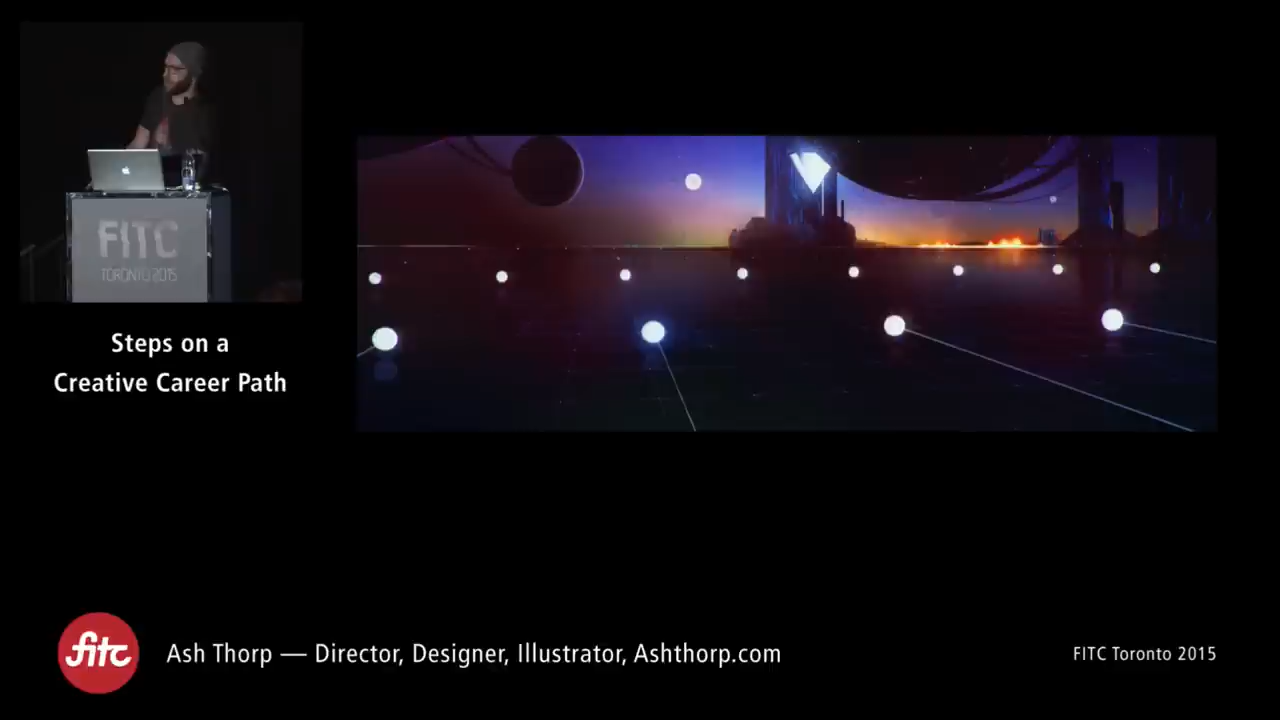 FITC
TORONTO 2015
Steps on a
Creative Career Path
fitc
Ash Thorp — Director, Designer, Illustrator, Ashthorp.com
FITC Toronto 2015